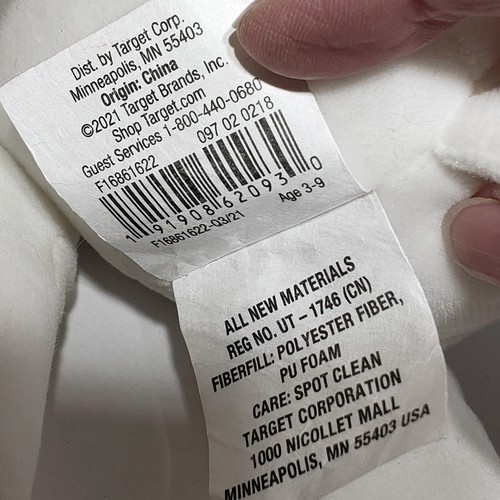 Dist. by Target Corp.
Minneapolis, MN 55403
Origin: China
©2021 Target Brands, Inc.
Shop Target.com
Guest Services 1-800-440-0680
F16861622 097 02 0218
1 91908 62093 0
F16861622-Q3/21 Age 3-9
ALL NEW MATERIALS
REG NO. UT – 1746 (CN)
FIBERFILL: POLYESTER FIBER,
PU FOAM
CARE: SPOT CLEAN
TARGET CORPORATION
1000 NICOLLET MALL
MINNEAPOLIS, MN 55403 USA